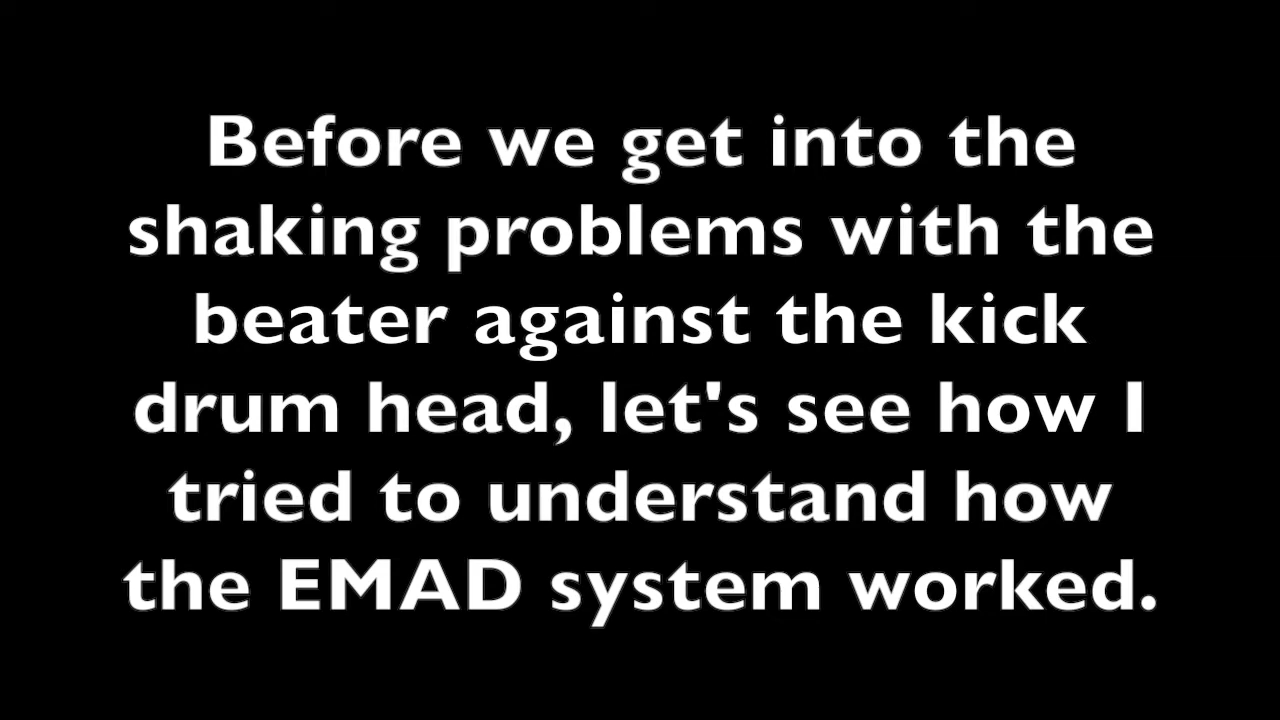 Before we get into the
shaking problems with the
beater against the kick
drum head, let's see how I
tried to understand how
the EMAD system worked.